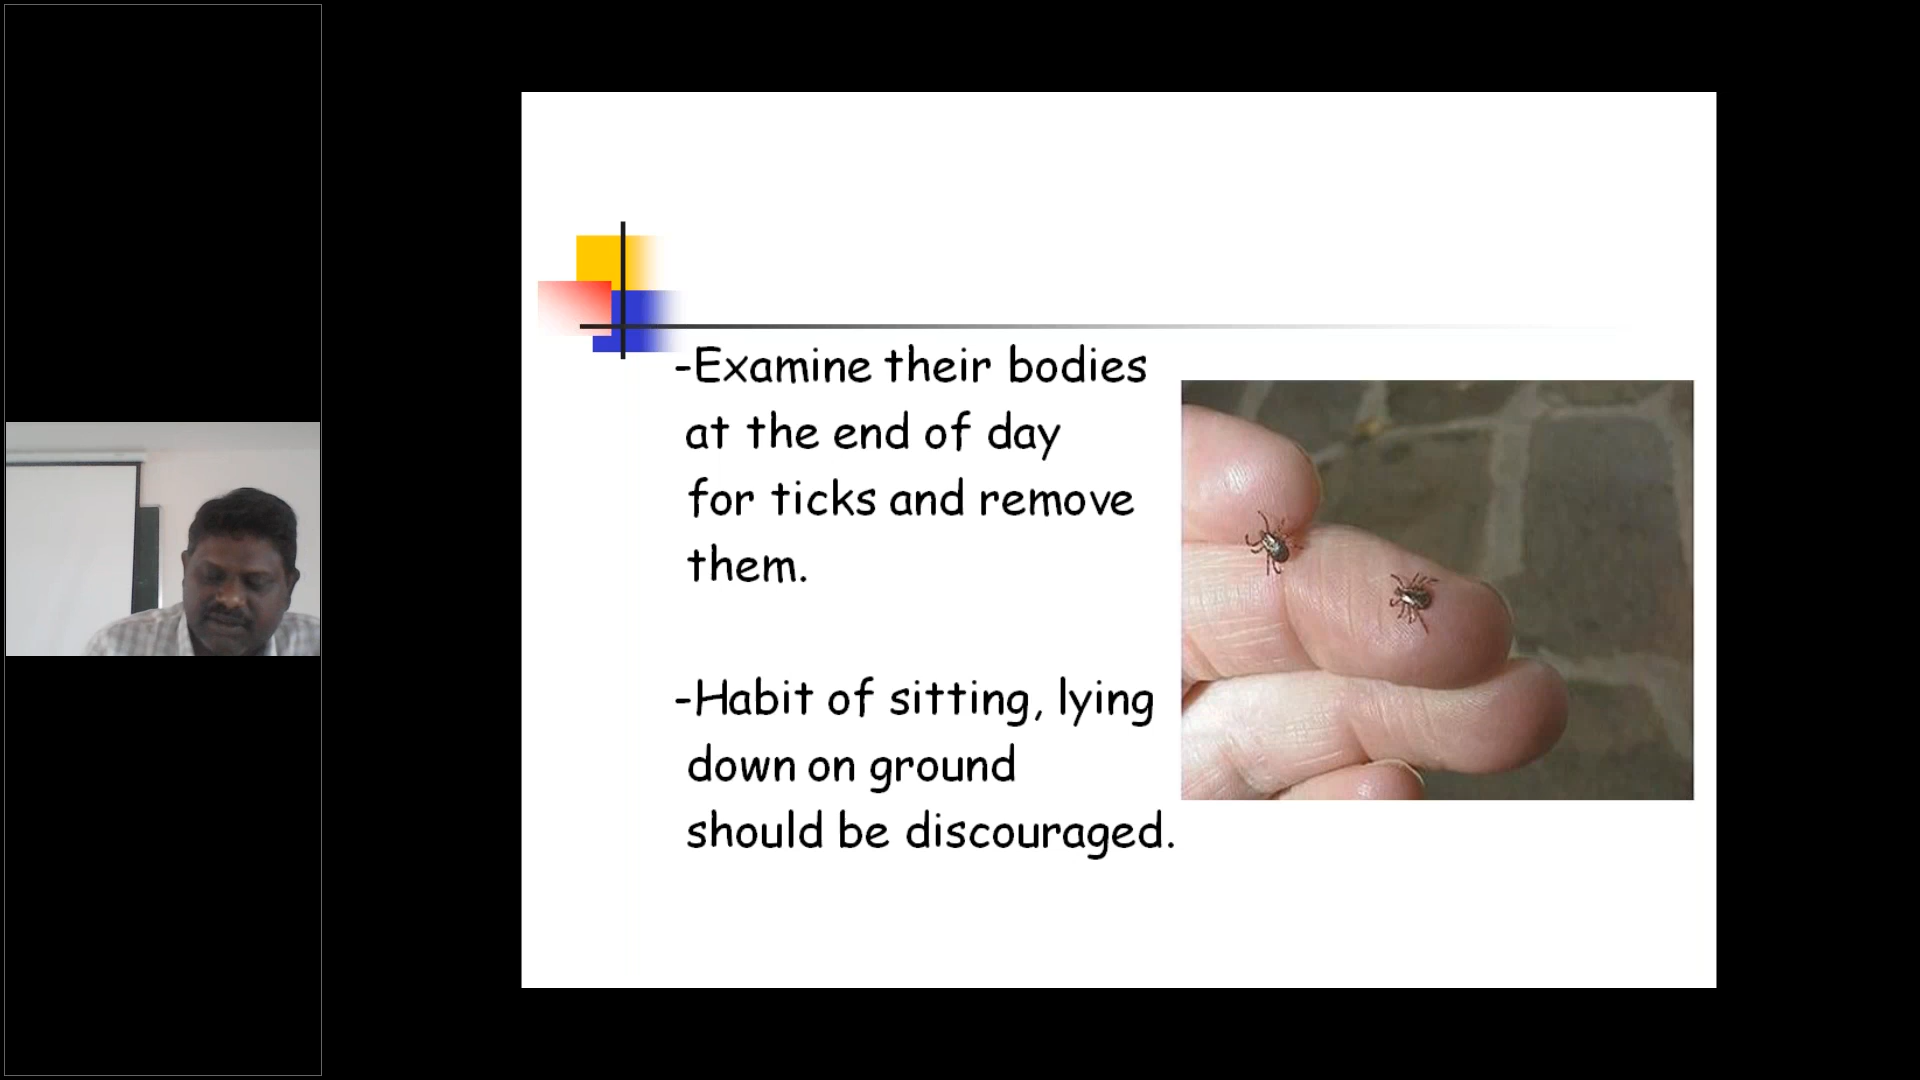 -Examine their bodies
at the end of day
for ticks and remove
them.
-Habit of sitting, lying
down on ground
should be discouraged.